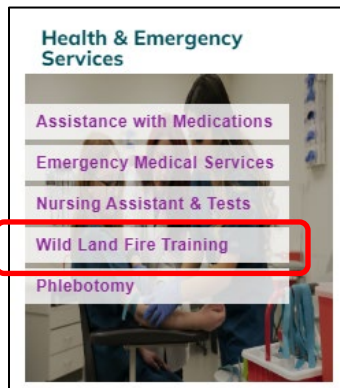 Health & Emergency
Services
Assistance with Medications
Emergency Medical Services
Nursing Assistant & Tests
Wild Land Fire Training
Phlebotomy